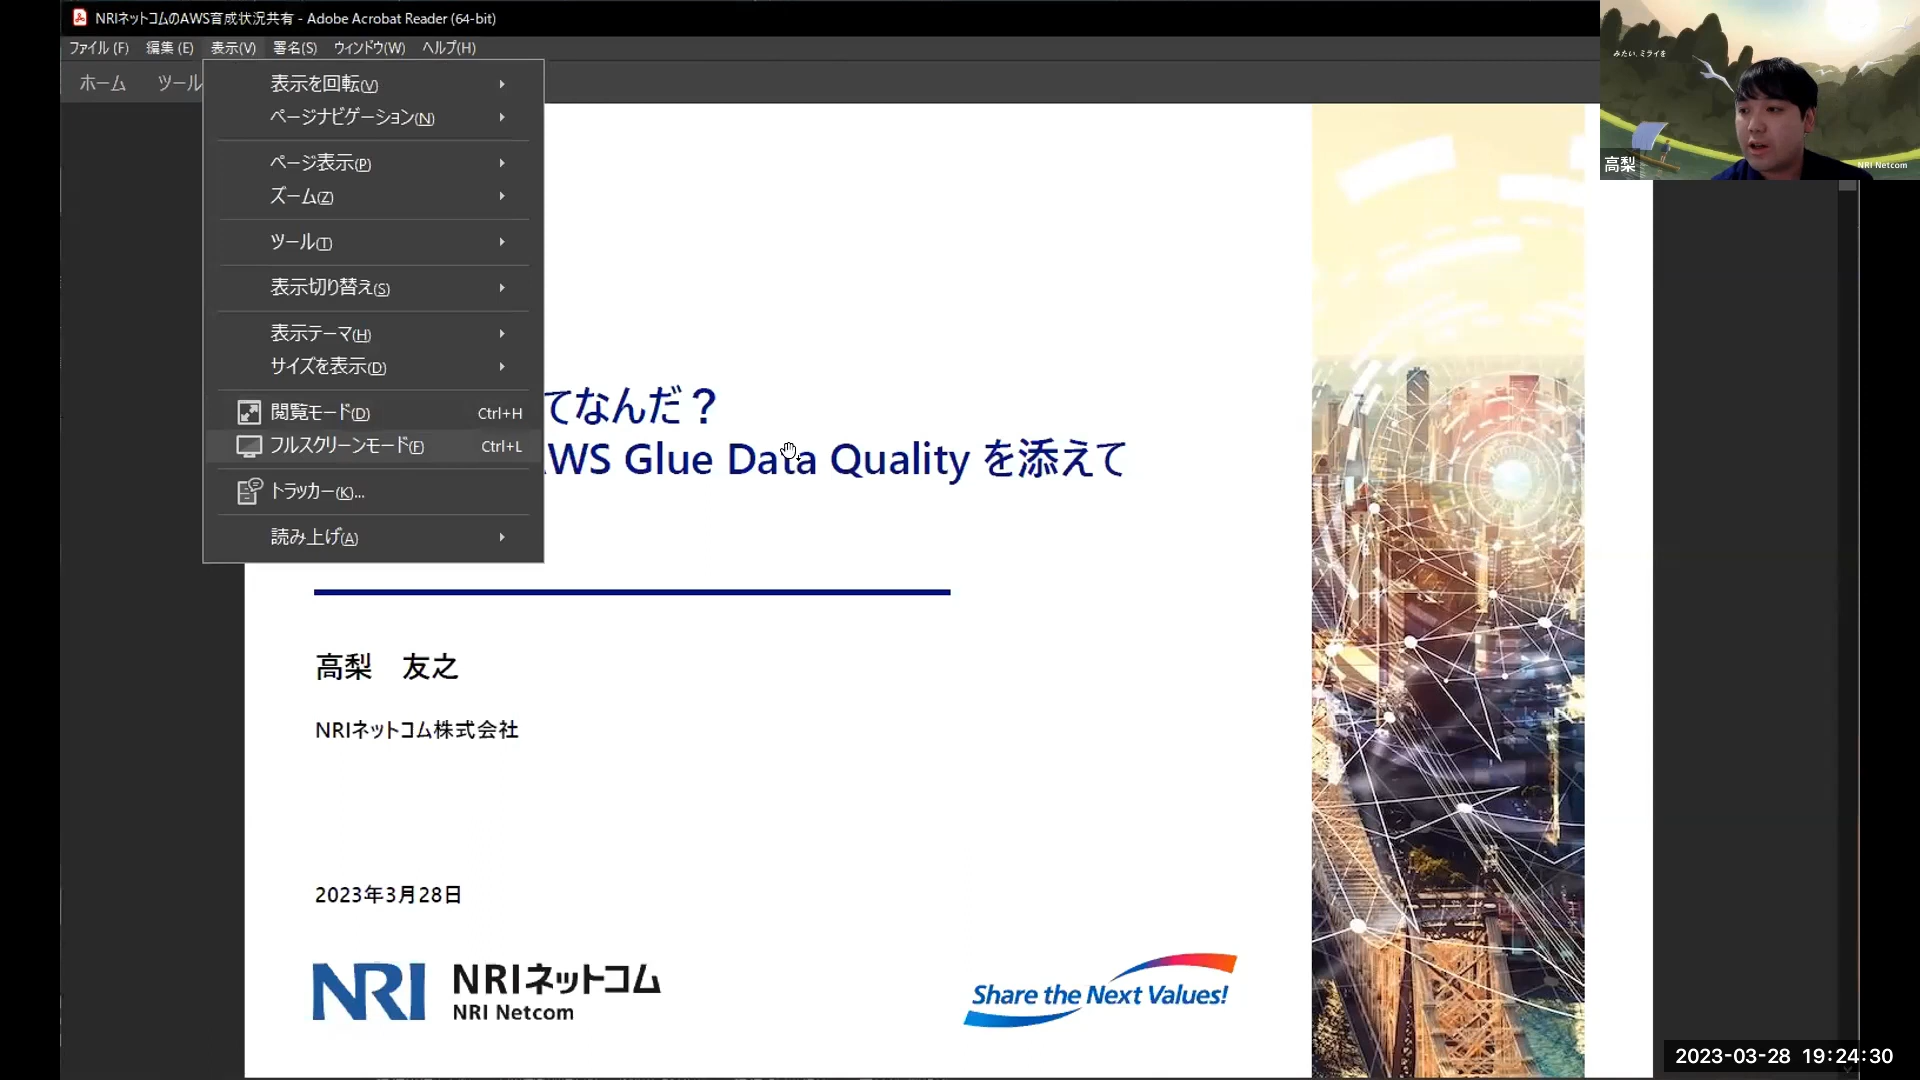 NRIネットコムのAWS育成状況共有 - Adobe Acrobat Reader (64-bit)
ファイル(F) 編集(E) 表示(V) 署名(S) ウィンドウ(W) ヘルプ(H)
ホーム ツール
表示を回転(V)
ページナビゲーション(N)
ページ表示(P)
ズーム(Z)
ツール(T)
表示切り替え(S)
表示テーマ(H)
サイズを表示(D)
閲覧モード(D) Ctrl+H
フルスクリーンモード(F) Ctrl+L
トラッカー(K)...
読み上げ(A)
てなんだ？
AWS Glue Data Quality を添えて
高梨 友之
NRIネットコム株式会社
2023年3月28日
NRI NRIネットコム
NRI Netcom
Share the Next Values!
みたい、ミライを
高梨
NRI Netcom
2023-03-28 19:24:30